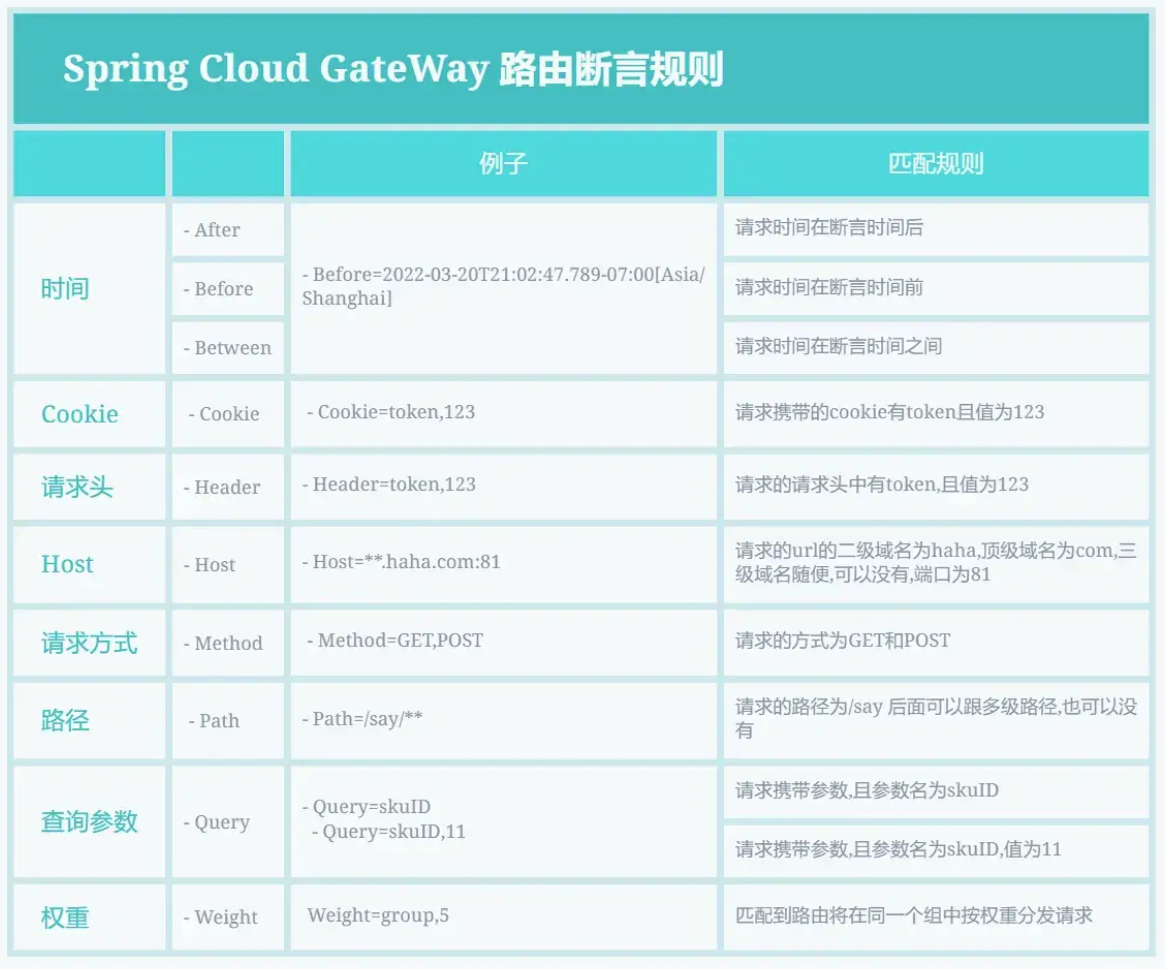 Spring Cloud GateWay 路由断言规则
例子
匹配规则
时间
- After
- Before=2022-03-20T21:02:47.789-07:00[Asia/
Shanghai]
请求时间在断言时间后
- Before
请求时间在断言时间前
- Between
请求时间在断言时间之间
Cookie
- Cookie
- Cookie=token,123
请求携带的cookie有token且值为123
请求头
- Header
- Header=token,123
请求的请求头中有token,且值为123
Host
- Host
- Host=**.haha.com:81
请求的url的二级域名为haha,顶级域名为com,三
级域名随便,可以没有,端口为81
请求方式
- Method
- Method=GET,POST
请求的方式为GET和POST
路径
- Path
- Path=/say/**
请求的路径为/say 后面可以跟多级路径,也可以没
有
查询参数
- Query
- Query=skuID
- Query=skuID,11
请求携带参数,且参数名为skuID
请求携带参数,且参数名为skuID,值为11
权重
- Weight
Weight=group,5
匹配到路由将在同一个组中按权重分发请求